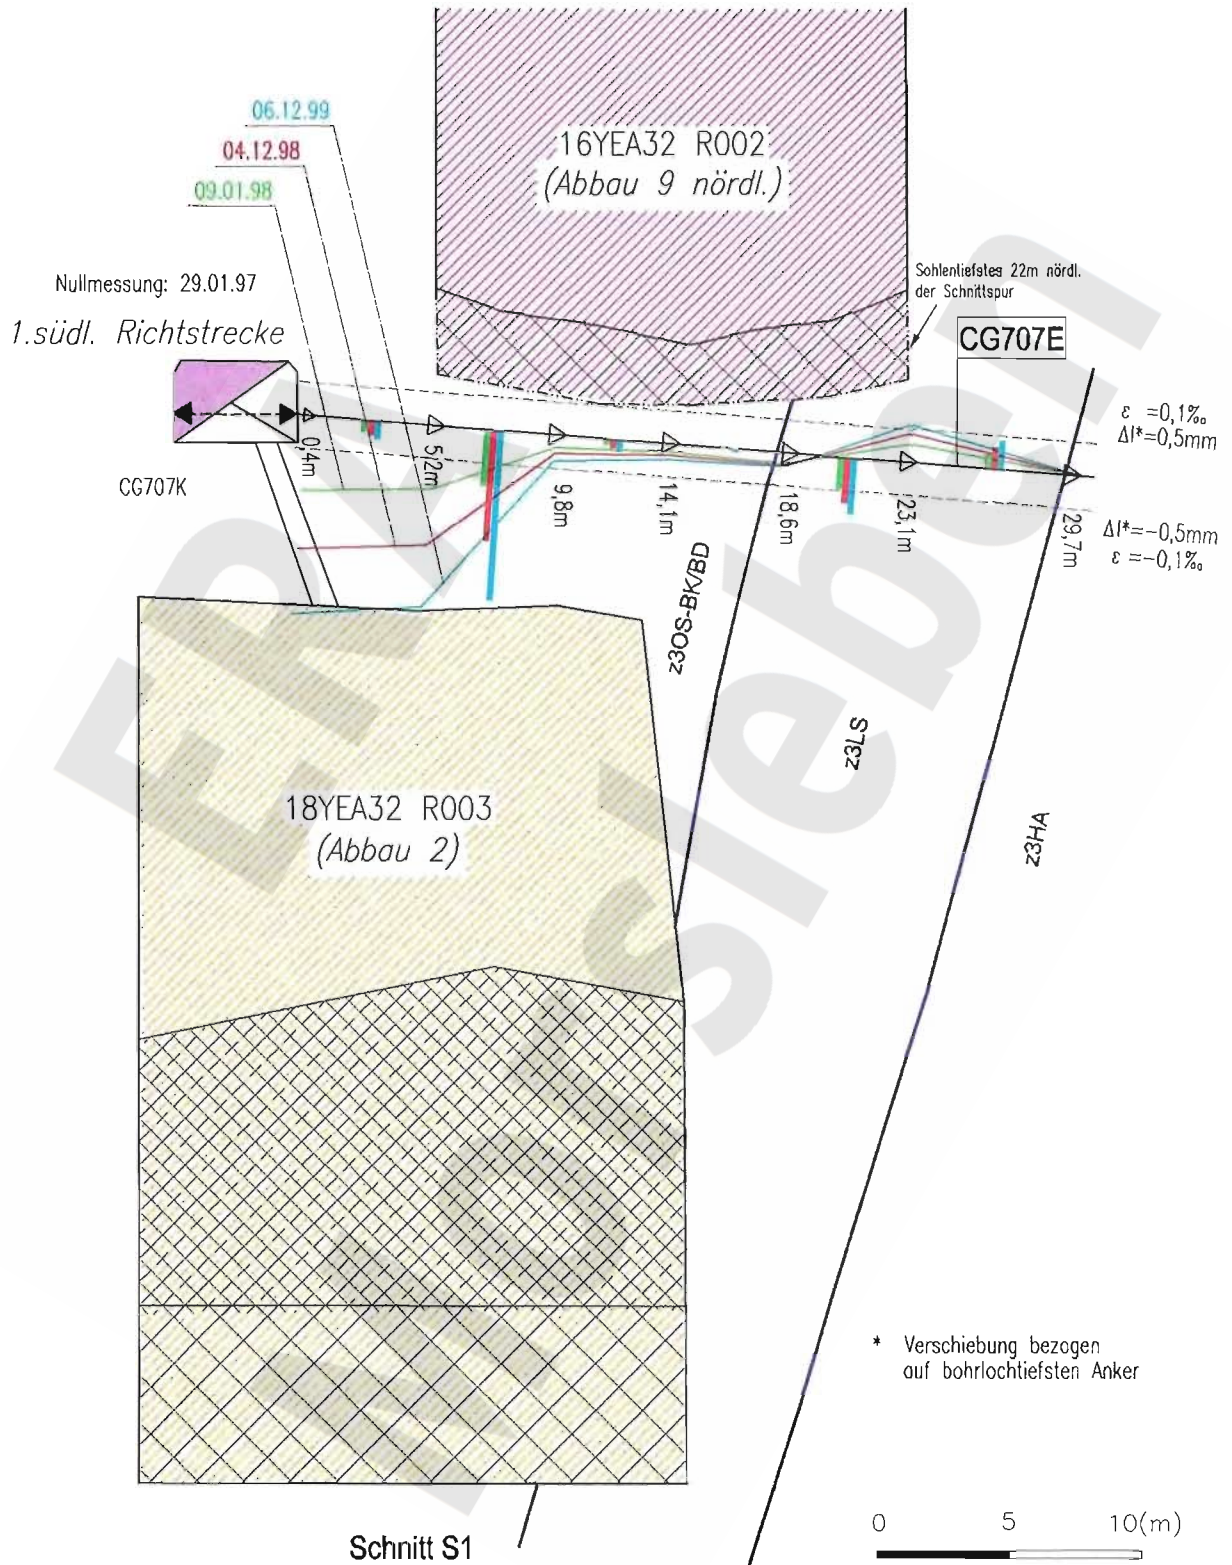 06.12.99
04.12.98
09.01.98
16YEA32 R002
(Abbau 9 nördl.)
Nullmessung: 29.01.97
Sohlentiefstes 22m nördl.
der Schnittspur
1.südl. Richtstrecke
CG707E
ε =0,1‰
Δl*=0,5mm
0,4m
5,2m
9,8m
14,1m
18,6m
23,1m
29,7m
CG707K
Δl*=-0,5mm
ε =-0,1‰
z3OS-BK/BD
z3LS
z3HA
18YEA32 R003
(Abbau 2)
ERA
Morsleben
* Verschiebung bezogen
auf bohrlochtiefsten Anker
0 5 10(m)
Schnitt S1